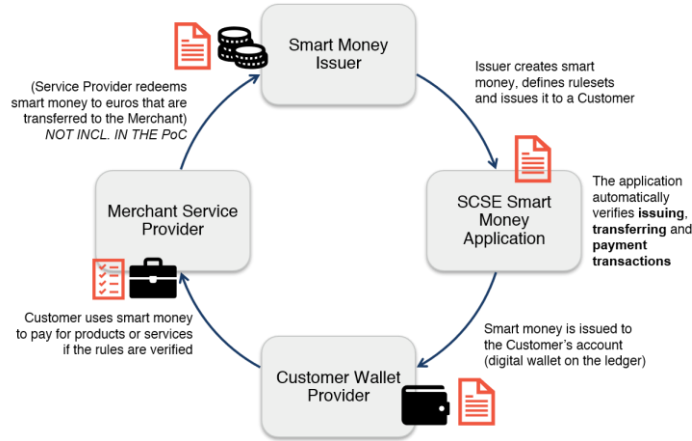 Smart Money
Issuer
Issuer creates smart
money, defines rulesets
and issues it to a Customer
SCSE Smart
Money
Application
The application
automatically
verifies issuing,
transferring and
payment
transactions
Smart money is issued to
the Customer's account
(digital wallet on the ledger)
Customer Wallet
Provider
Customer uses smart money
to pay for products or services
if the rules are verified
Merchant Service
Provider
(Service Provider redeems
smart money to euros that are
transferred to the Merchant)
NOT INCL. IN THE PoC